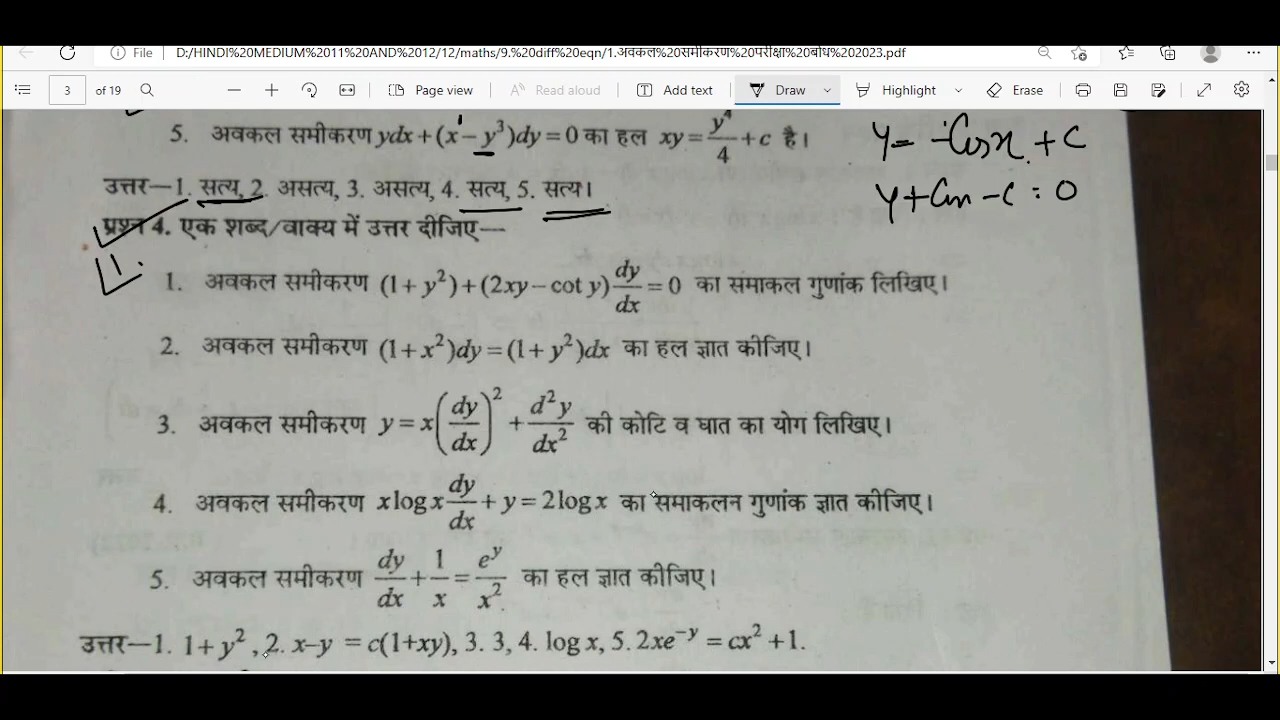 File D:/HINDI%20MEDIUM%2011%20AND%2012/12/maths/9.%20diff%20eqn/1.अवकल%20समीकरण%20परीक्षा%20बोध%202023.pdf
3 of 19 Page view Read aloud Add text Draw Highlight Erase
5. अवकल समीकरण ydx+(x−y³)dy=0 का हल xy=y⁴/4+c है।
y = -Cosx + C
उत्तर—1. सत्य, 2. असत्य, 3. असत्य, 4. सत्य, 5. सत्य।
y+Cosx −C = 0
प्रश्न 4. एक शब्द/वाक्य में उत्तर दीजिए—
1. अवकल समीकरण (1+y²)+(2xy−cot y)dy/dx=0 का समाकल गुणांक लिखिए।
2. अवकल समीकरण (1+x²)dy=(1+y²)dx का हल ज्ञात कीजिए।
3. अवकल समीकरण y=x(dy/dx)²+d²y/dx² की कोटि व घात का योग लिखिए।
4. अवकल समीकरण x log x dy/dx+y=2log x का समाकलन गुणांक ज्ञात कीजिए।
5. अवकल समीकरण dy/dx+1/x=e^y/x² का हल ज्ञात कीजिए।
उत्तर—1. 1+y², 2. x−y =c(1+xy), 3. 3, 4. log x, 5. 2xe^−y=cx²+1.